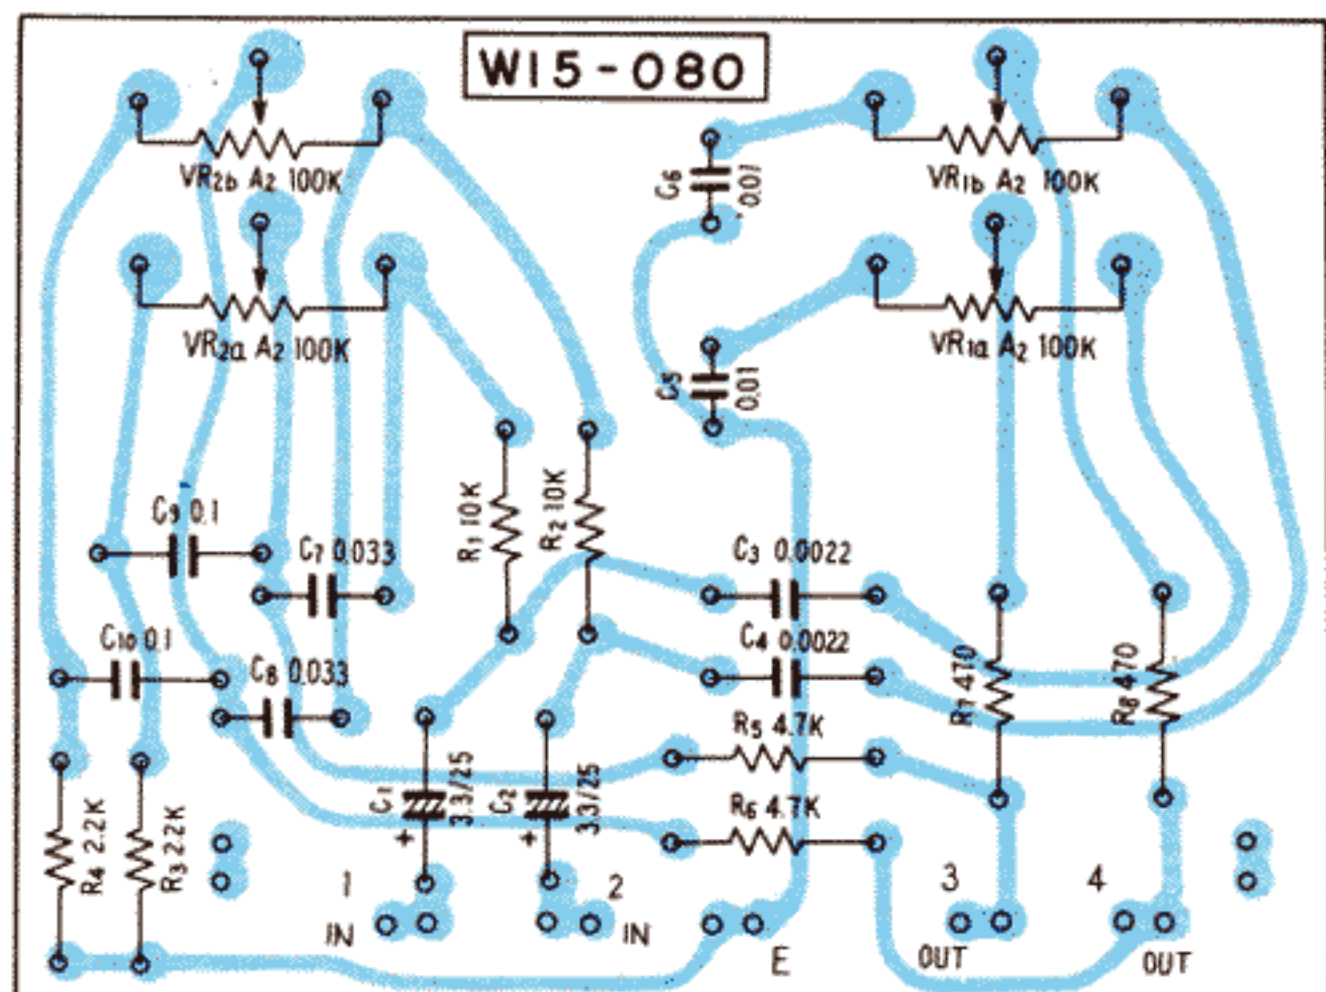 W15-080
VR2b A2 100K
C6 0.01
VR1b A2 100K
VR2a A2 100K
C5 0.01
VR1a A2 100K
C9 0.1
C7 0.033
R1 10K
R2 10K
C3 0.0022
C10 0.1
C8 0.033
C4 0.0022
R7 470
R8 470
R5 4.7K
C1 3.3/25
C2 3.3/25
R6 4.7K
+
+
R4 2.2K
R3 2.2K
1
2
3
4
IN
IN
E
OUT
OUT